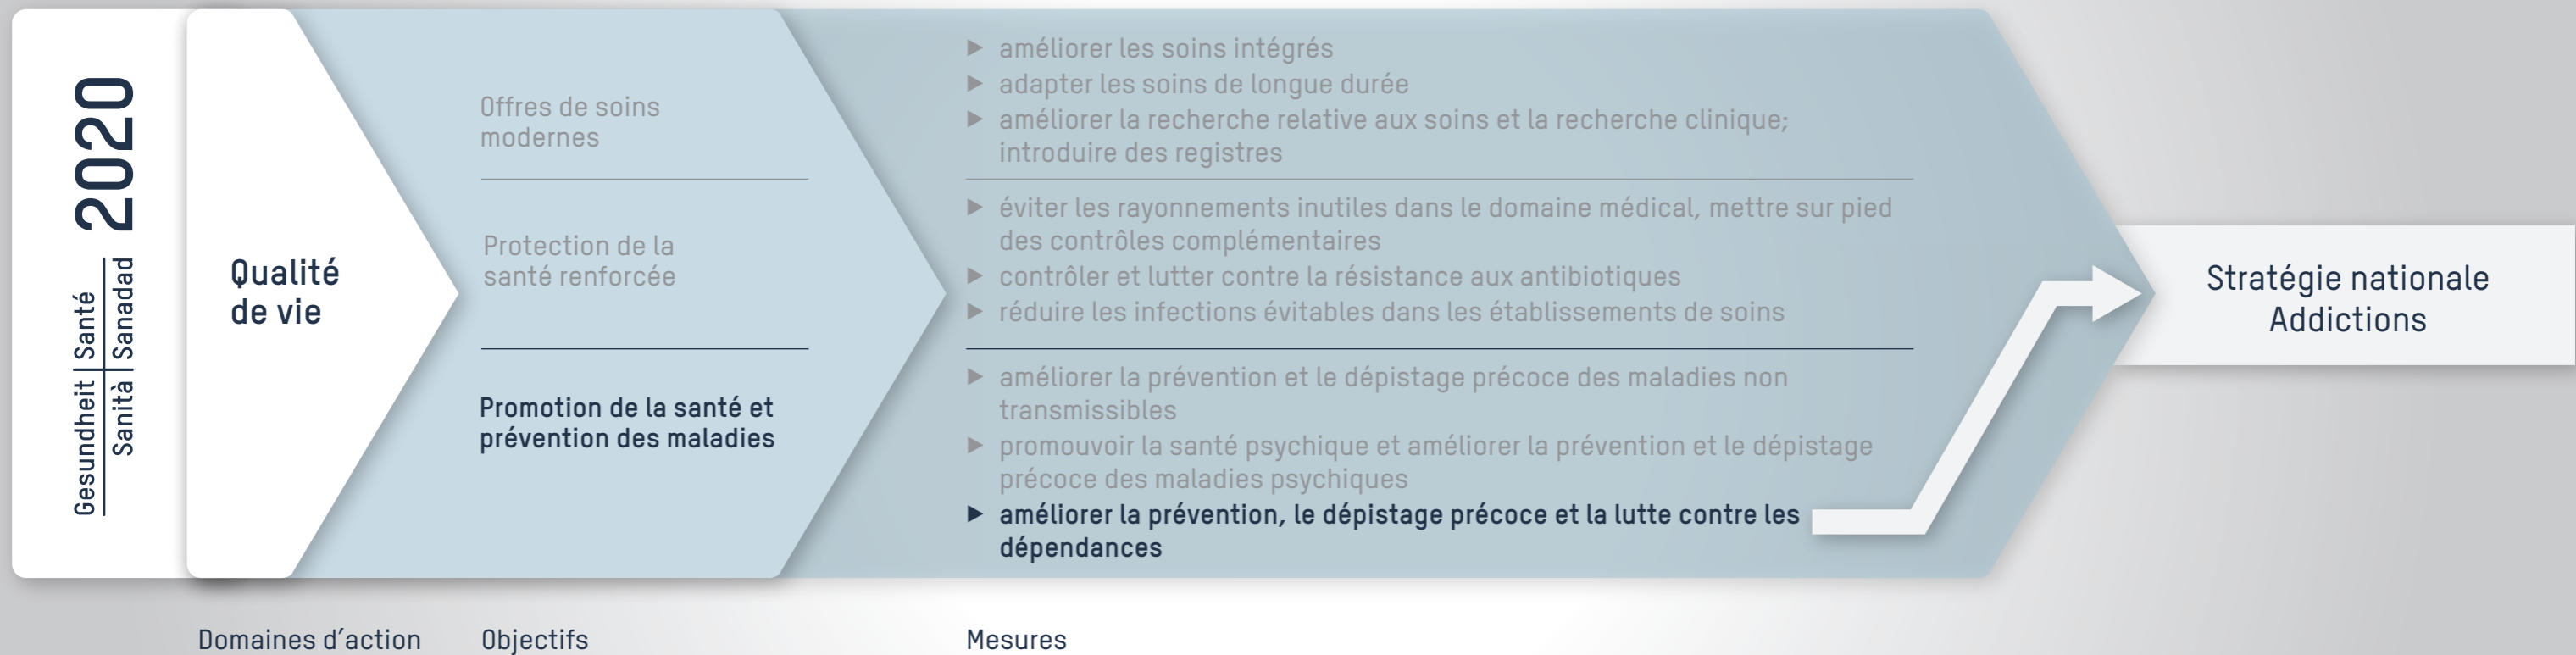 2020
Gesundheit | Santé
Sanità | Sanadad
Qualité
de vie
Offres de soins
modernes
Protection de la
santé renforcée
Promotion de la santé et
prévention des maladies
▶ améliorer les soins intégrés
▶ adapter les soins de longue durée
▶ améliorer la recherche relative aux soins et la recherche clinique;
introduire des registres
▶ éviter les rayonnements inutiles dans le domaine médical, mettre sur pied
des contrôles complémentaires
▶ contrôler et lutter contre la résistance aux antibiotiques
▶ réduire les infections évitables dans les établissements de soins
▶ améliorer la prévention et le dépistage précoce des maladies non
transmissibles
▶ promouvoir la santé psychique et améliorer la prévention et le dépistage
précoce des maladies psychiques
▶ améliorer la prévention, le dépistage précoce et la lutte contre les
dépendances
Stratégie nationale
Addictions
Domaines d’action
Objectifs
Mesures